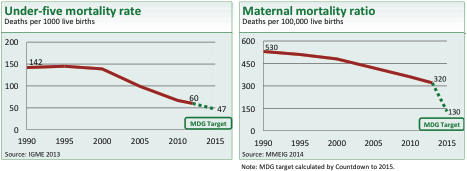 Under-five mortality rate
Deaths per 1000 live births
200
150
100
50
0
142
60
47
MDG Target
1990 1995 2000 2005 2010 2015
Source: IGME 2013
Maternal mortality ratio
Deaths per 100,000 live births
600
450
300
150
0
530
320
130
MDG Target
1990 1995 2000 2005 2010 2015
Source: MMEIG 2014
Note: MDG target calculated by Countdown to 2015.